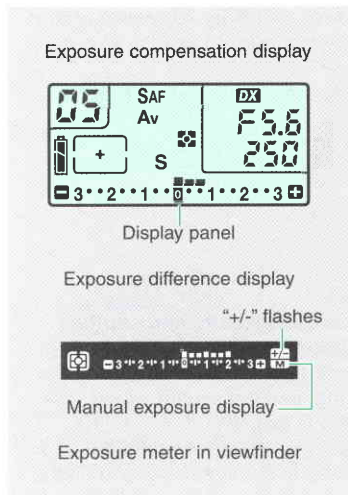 Exposure compensation display
05 SAF DX
AV F5.6
+ S 250
- 3••2••1••0••1••2••3 +
Display panel
Exposure difference display
"+/-" flashes
- 3•|•2•|•1•|•0•|•1•|•2•|•3 + +/- M
Manual exposure display
Exposure meter in viewfinder